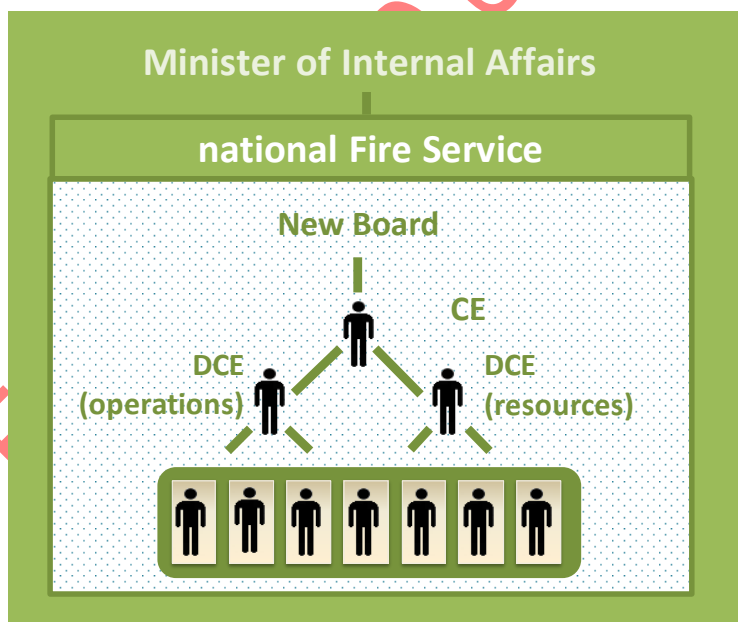 Minister of Internal Affairs
national Fire Service
New Board
CE
DCE
(operations)
DCE
(resources)